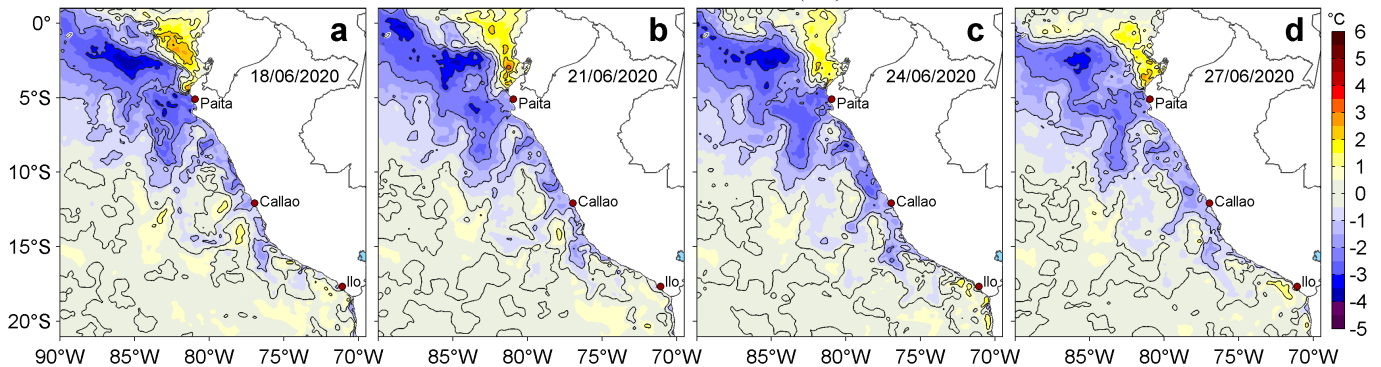 a
b
c
d
°C
18/06/2020
21/06/2020
24/06/2020
27/06/2020
Paita
Paita
Paita
Paita
Callao
Callao
Callao
Callao
Ilo
Ilo
Ilo
Ilo
0°
5°S
10°S
15°S
20°S
90°W 85°W 80°W 75°W 70°W
85°W 80°W 75°W 70°W
85°W 80°W 75°W 70°W
85°W 80°W 75°W 70°W
6
5
4
3
2
1
0
-1
-2
-3
-4
-5